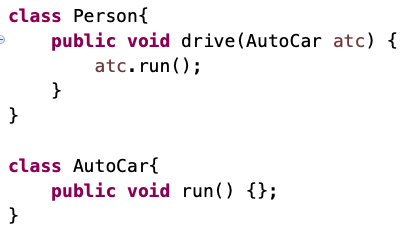 class Person{
    public void drive(AutoCar atc) {
        atc.run();
    }
}

class AutoCar{
    public void run() {};
}